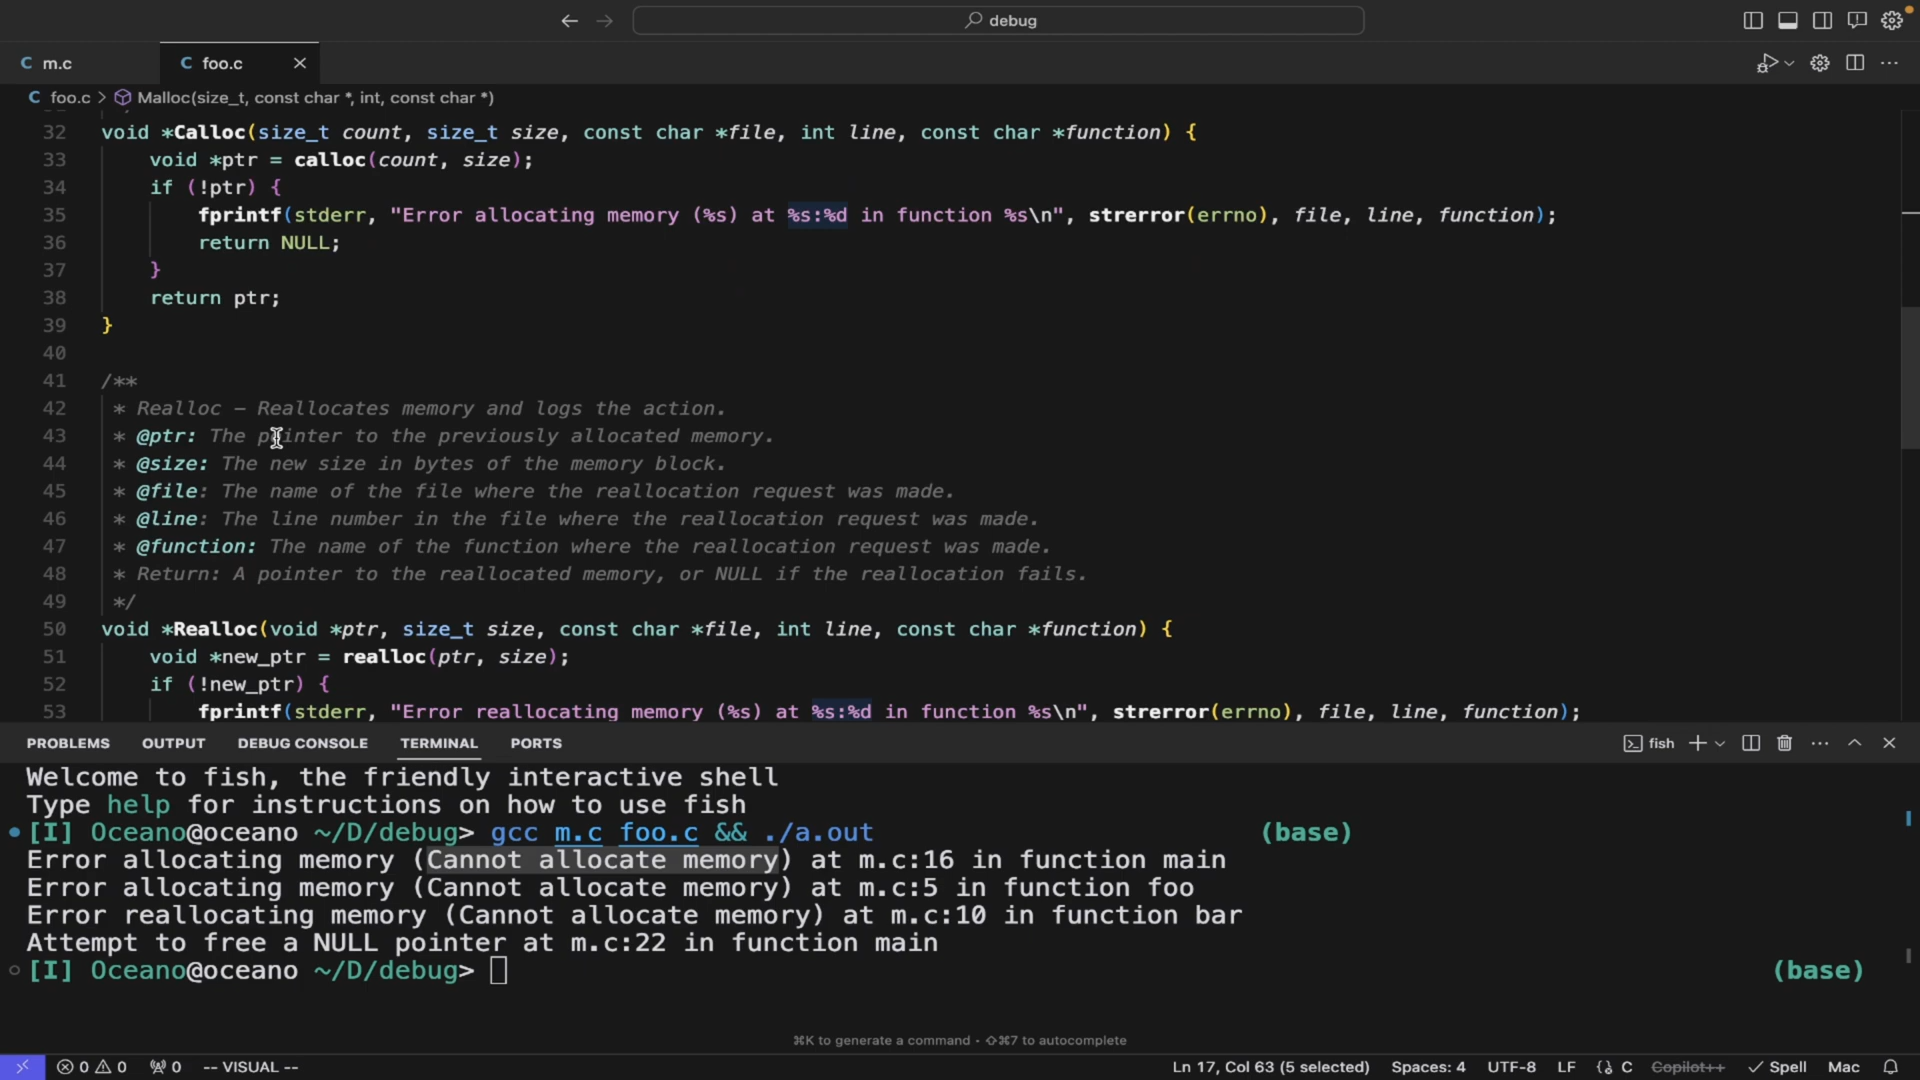 debug
m.c
foo.c
foo.c > Malloc(size_t, const char *, int, const char *)
32 void *Calloc(size_t count, size_t size, const char *file, int line, const char *function) {
33 void *ptr = calloc(count, size);
34 if (!ptr) {
35 fprintf(stderr, "Error allocating memory (%s) at %s:%d in function %s\n", strerror(errno), file, line, function);
36 return NULL;
37 }
38 return ptr;
39 }
40
41 /**
42 * Realloc – Reallocates memory and logs the action.
43 * @ptr: The pointer to the previously allocated memory.
44 * @size: The new size in bytes of the memory block.
45 * @file: The name of the file where the reallocation request was made.
46 * @line: The line number in the file where the reallocation request was made.
47 * @function: The name of the function where the reallocation request was made.
48 * Return: A pointer to the reallocated memory, or NULL if the reallocation fails.
49 */
50 void *Realloc(void *ptr, size_t size, const char *file, int line, const char *function) {
51 void *new_ptr = realloc(ptr, size);
52 if (!new_ptr) {
53 fprintf(stderr, "Error reallocating memory (%s) at %s:%d in function %s\n", strerror(errno), file, line, function);
PROBLEMS OUTPUT DEBUG CONSOLE TERMINAL PORTS fish
Welcome to fish, the friendly interactive shell
Type help for instructions on how to use fish
[I] Oceano@oceano ~/D/debug> gcc m.c foo.c && ./a.out (base)
Error allocating memory (Cannot allocate memory) at m.c:16 in function main
Error allocating memory (Cannot allocate memory) at m.c:5 in function foo
Error reallocating memory (Cannot allocate memory) at m.c:10 in function bar
Attempt to free a NULL pointer at m.c:22 in function main
[I] Oceano@oceano ~/D/debug> (base)
⌘K to generate a command - ⇧⌘7 to autocomplete
0 0 0 -- VISUAL -- Ln 17, Col 63 (5 selected) Spaces: 4 UTF-8 LF C Copilot++ Spell Mac